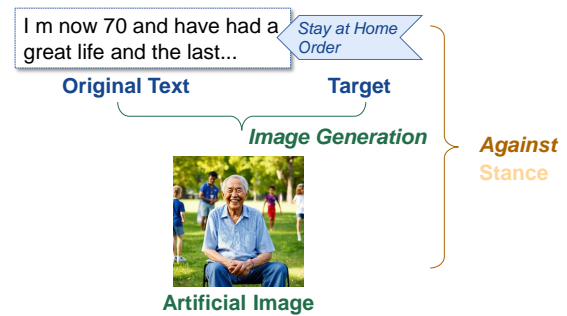 I m now 70 and have had a
great life and the last...
Stay at Home
Order
Original Text
Target
Image Generation
Against
Stance
Artificial Image